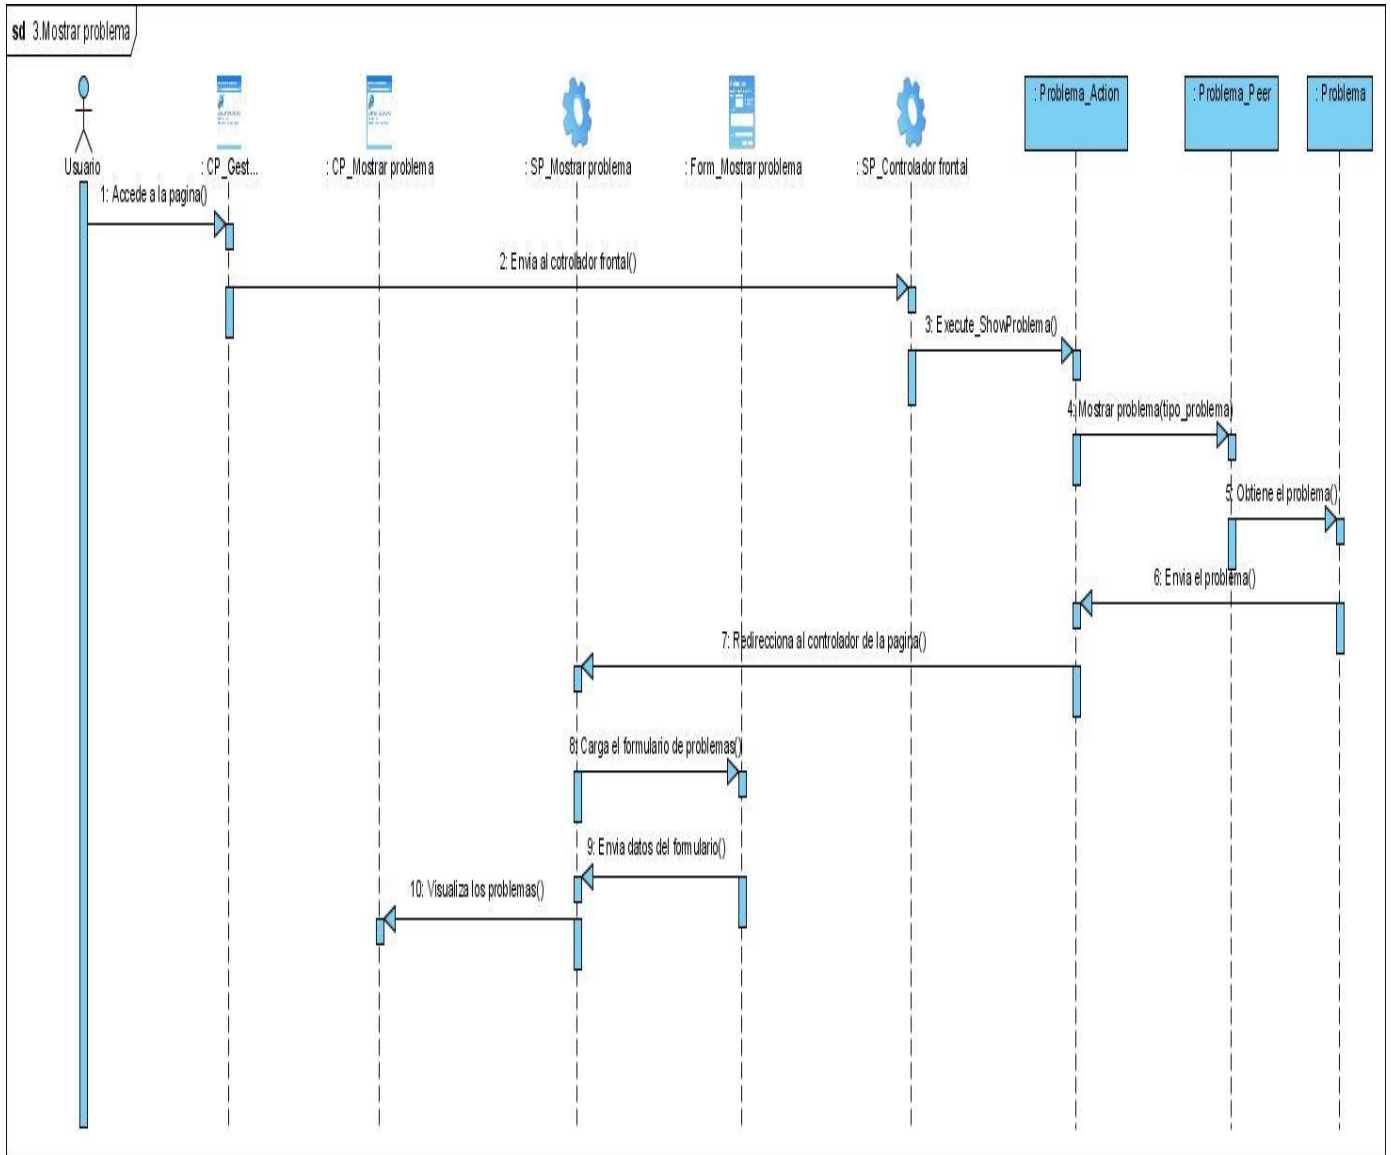 sd 3.Mostrar problema
Usuario
: CP_Gest...
: CP_Mostrar problema
: SP_Mostrar problema
: Form_Mostrar problema
: SP_Controlador frontal
: Problema_Action
: Problema_Peer
: Problema
1: Accede a la pagina()
2: Envia al cotrolador frontal()
3: Execute_ShowProblema()
4: Mostrar problema(tipo_problema)
5: Obtiene el problema()
6: Envia el problema()
7: Redirecciona al controlador de la pagina()
8: Carga el formulario de problemas()
9: Envia datos del formulario()
10: Visualiza los problemas()